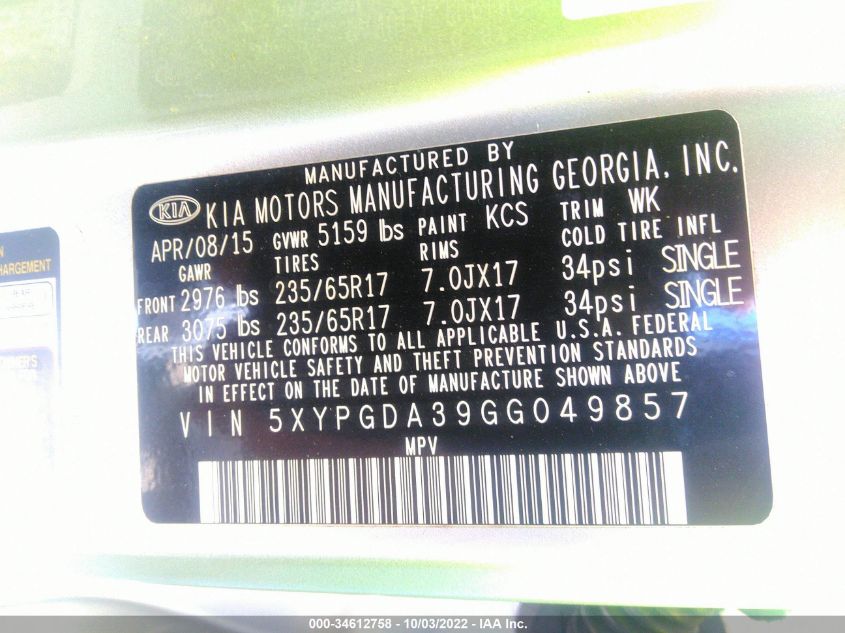 MANUFACTURED BY
KIA KIA MOTORS MANUFACTURING GEORGIA, INC.
APR/08/15 GVWR 5159 lbs PAINT KCS TRIM WK
GAWR TIRES RIMS COLD TIRE INFL
FRONT 2976 lbs 235/65R17 7.0JX17 34psi SINGLE
REAR 3075 lbs 235/65R17 7.0JX17 34psi SINGLE
THIS VEHICLE CONFORMS TO ALL APPLICABLE U.S.A. FEDERAL
MOTOR VEHICLE SAFETY AND THEFT PREVENTION STANDARDS
IN EFFECT ON THE DATE OF MANUFACTURE SHOWN ABOVE
VIN 5XYPGDA39GG049857
MPV
HARGEMENT
000-34612758 - 10/03/2022 - IAA Inc.